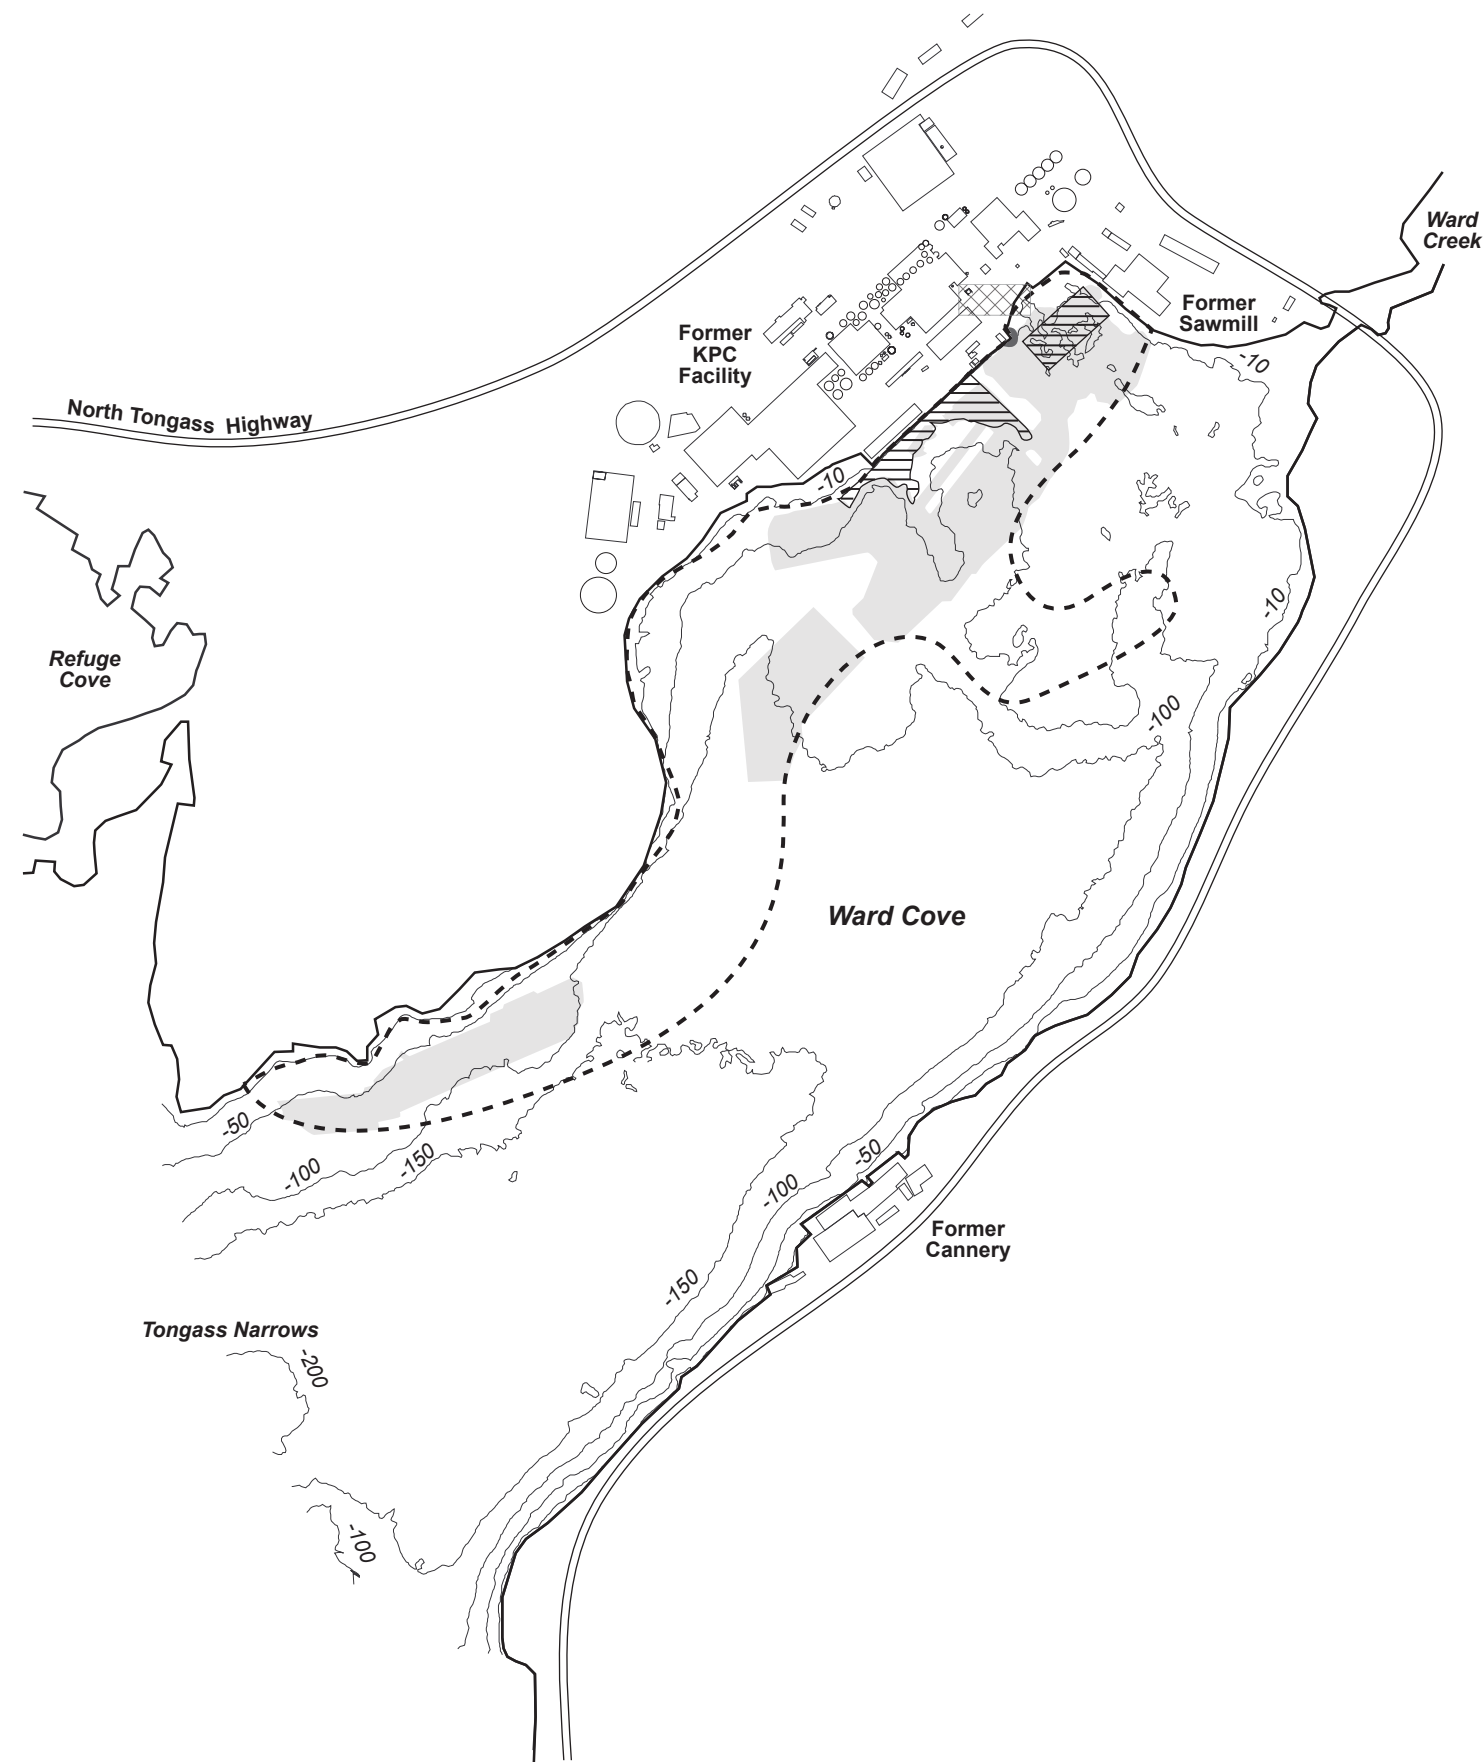 Ward
Creek
Former
Sawmill
Former
KPC
Facility
-10
North Tongass Highway
-10
-10
Refuge
Cove
-100
Ward Cove
-50
-100
-150
-50
-100
Former
Cannery
-150
Tongass Narrows
-200
-100